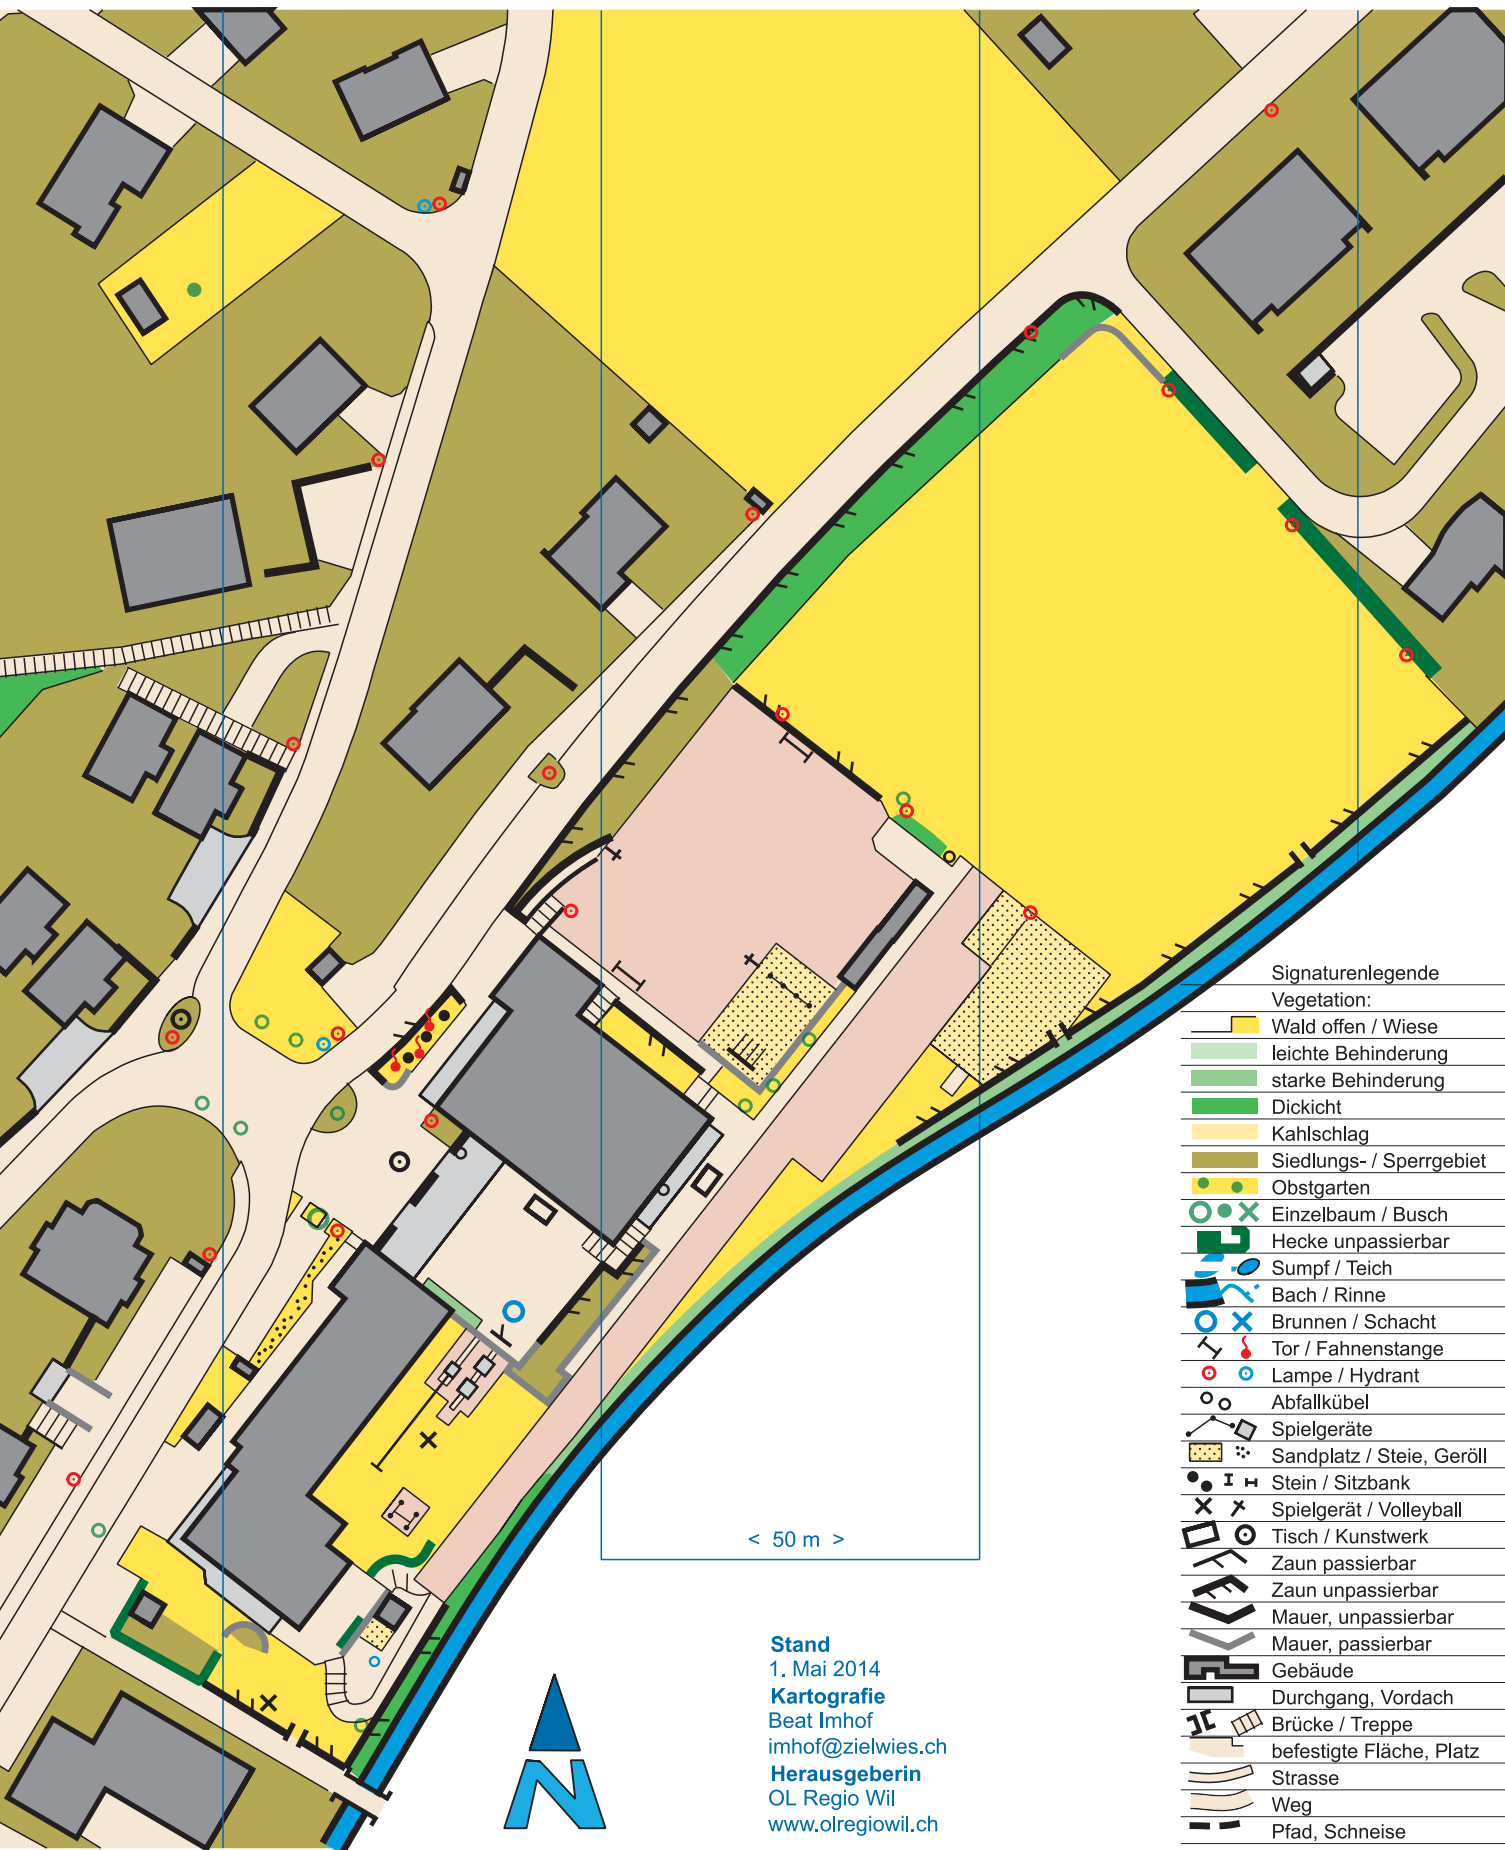 Signaturenlegende
Vegetation:
Wald offen / Wiese
leichte Behinderung
starke Behinderung
Dickicht
Kahlschlag
Siedlungs- / Sperrgebiet
Obstgarten
Einzelbaum / Busch
Hecke unpassierbar
Sumpf / Teich
Bach / Rinne
Brunnen / Schacht
Tor / Fahnenstange
Lampe / Hydrant
Abfallkübel
Spielgeräte
Sandplatz / Steie, Geröll
Stein / Sitzbank
Spielgerät / Volleyball
Tisch / Kunstwerk
Zaun passierbar
Zaun unpassierbar
Mauer, unpassierbar
Mauer, passierbar
Gebäude
Durchgang, Vordach
Brücke / Treppe
befestigte Fläche, Platz
Strasse
Weg
Pfad, Schneise
< 50 m >
Stand
1. Mai 2014
Kartografie
Beat Imhof
imhof@zielwies.ch
Herausgeberin
OL Regio Wil
www.olregiowil.ch
N